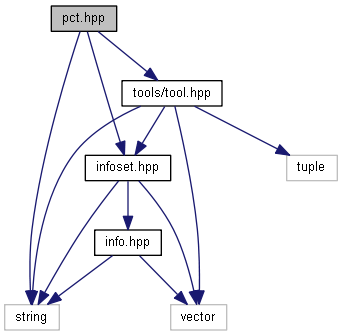 pct.hpp
tools/tool.hpp
infoset.hpp
tuple
info.hpp
string
vector